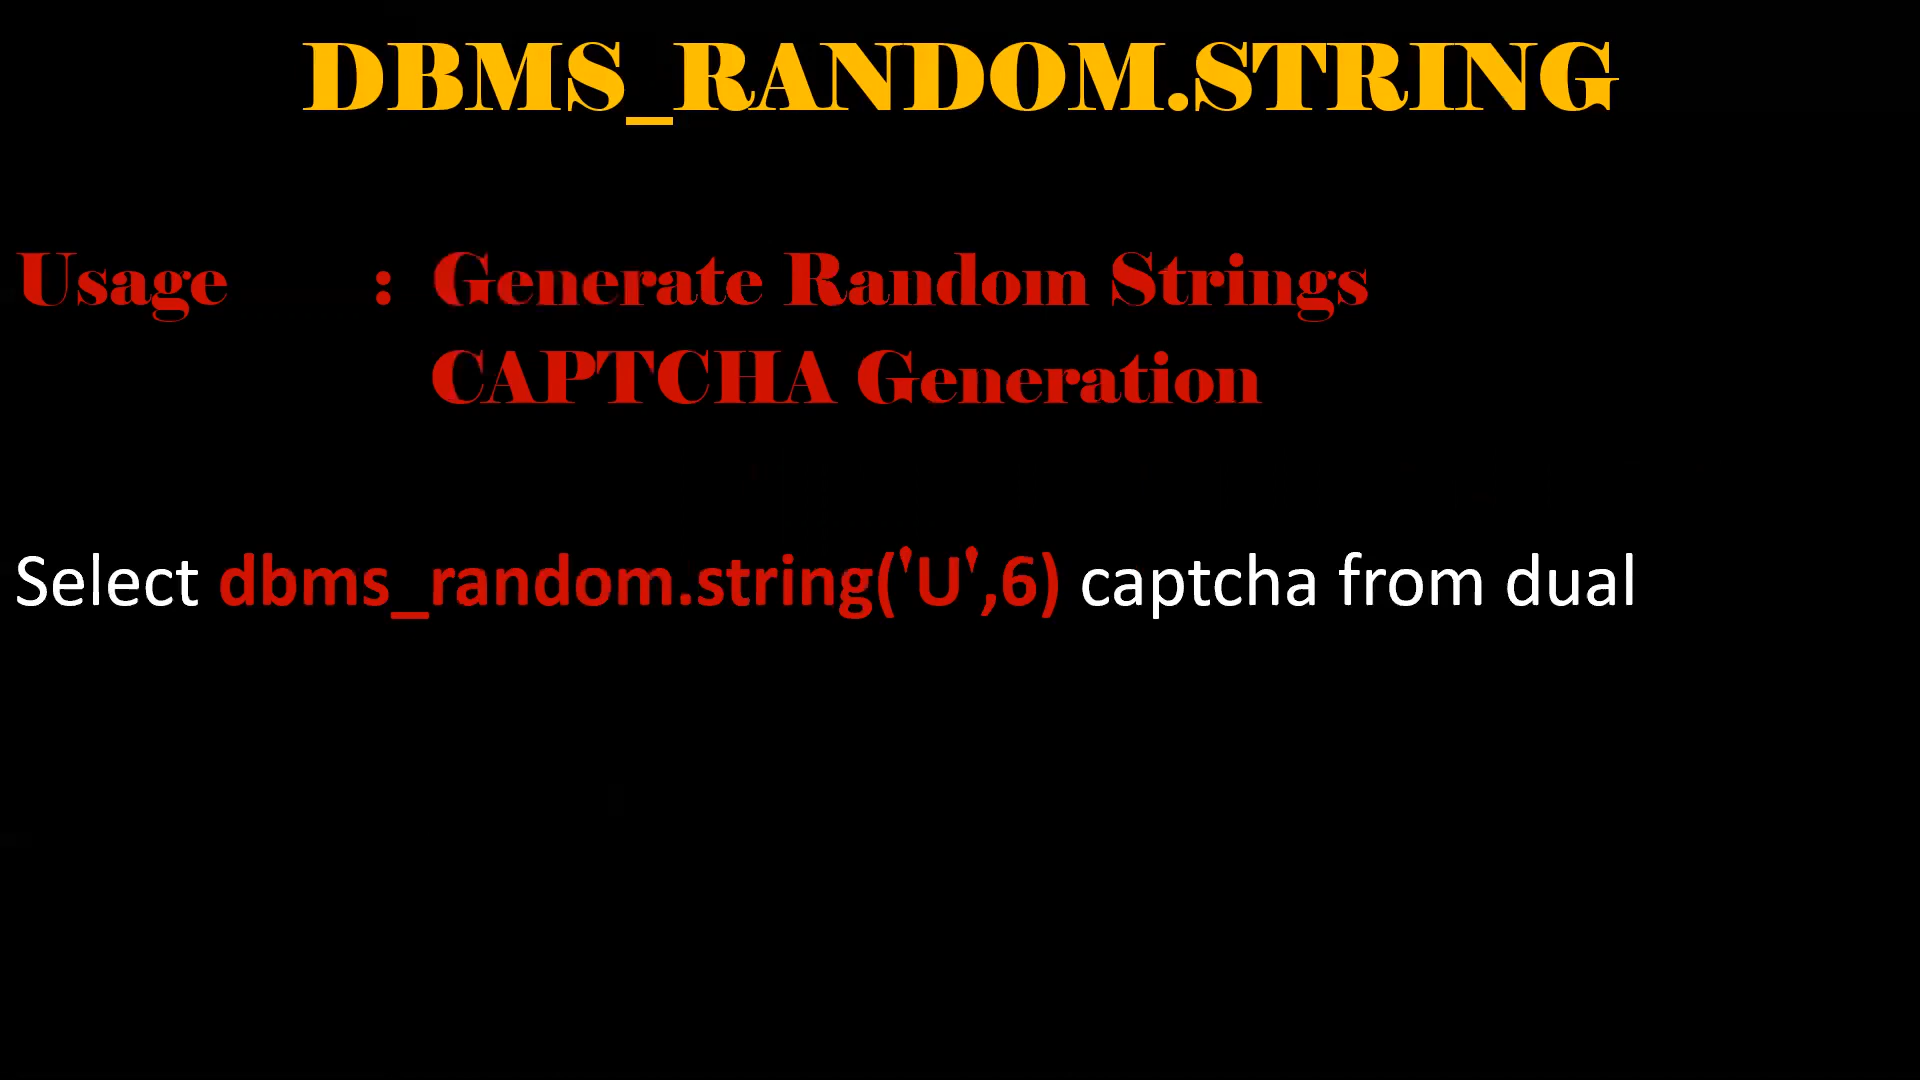 DBMS_RANDOM.STRING
Usage : Generate Random Strings
CAPTCHA Generation
Select dbms_random.string('U',6) captcha from dual